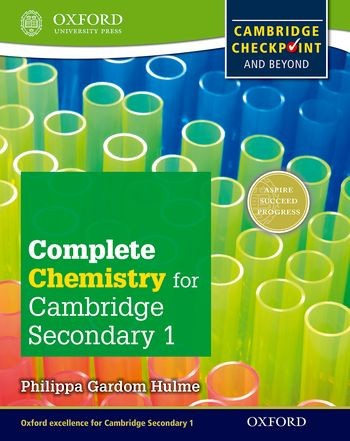 OXFORD
UNIVERSITY PRESS
CAMBRIDGE
CHECKPOINT
AND BEYOND
ASPIRE
SUCCEED
PROGRESS
Complete
Chemistry for
Cambridge
Secondary 1
Philippa Gardom Hulme
Oxford excellence for Cambridge Secondary 1
OXFORD